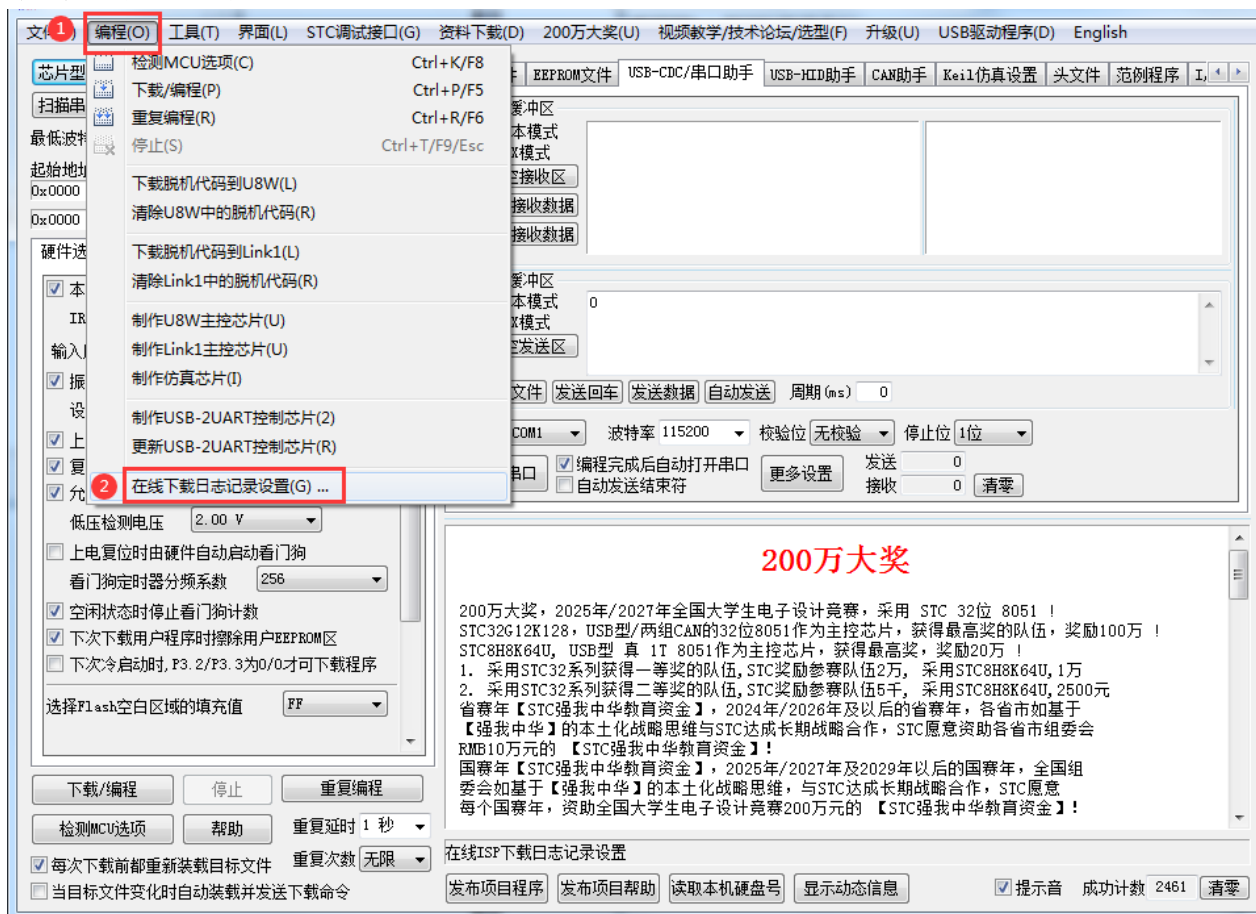 文件 1 编程(O) 工具(T) 界面(L) STC调试接口(G) 资料下载(D) 200万大奖(U) 视频教学/技术论坛/选型(F) 升级(U) USB驱动程序(D) English
芯片型
扫描串
最低波特
起始地址
0x0000
0x0000
硬件选
检测MCU选项(C) Ctrl+K/F8
下载/编程(P) Ctrl+P/F5
重复编程(R) Ctrl+R/F6
停止(S) Ctrl+T/F9/Esc
下载脱机代码到U8W(L)
清除U8W中的脱机代码(R)
下载脱机代码到Link1(L)
清除Link1中的脱机代码(R)
制作U8W主控芯片(U)
制作Link1主控芯片(U)
制作仿真芯片(I)
制作USB-2UART控制芯片(2)
更新USB-2UART控制芯片(R)
2 在线下载日志记录设置(G) ...
EEPROM文件 USB-CDC/串口助手 USB-HID助手 CAN助手 Keil仿真设置 头文件 范例程序 I,
缓冲区
本模式
X模式
接收区
接收数据
接收数据
缓冲区
本模式
X模式
发送区
0
文件 发送回车 发送数据 自动发送 周期(ms) 0
COM1 波特率 115200 校验位 无校验 停止位 1位
串口 编程完成后自动打开串口 更多设置 发送 0
自动发送结束符 接收 0 清零
本
IR
输入
振
设
上
复
允
低压检测电压 2.00 V
上电复位时由硬件自动启动看门狗
看门狗定时器分频系数 256
空闲状态时停止看门狗计数
下次下载用户程序时擦除用户EEPROM区
下次冷启动时,P3.2/P3.3为0/0才可下载程序
选择Flash空白区域的填充值 FF
下载/编程 停止 重复编程
检测MCU选项 帮助 重复延时 1 秒
每次下载前都重新装载目标文件 重复次数 无限
当目标文件变化时自动装载并发送下载命令
200万大奖
200万大奖，2025年/2027年全国大学生电子设计竞赛，采用 STC 32位 8051 !
STC32G12K128，USB型/两组CAN的32位8051作为主控芯片，获得最高奖的队伍，奖励100万 !
STC8H8K64U, USB型 真 1T 8051作为主控芯片，获得最高奖，奖励20万 !
1. 采用STC32系列获得一等奖的队伍,STC奖励参赛队伍2万, 采用STC8H8K64U,1万
2. 采用STC32系列获得二等奖的队伍,STC奖励参赛队伍5千, 采用STC8H8K64U,2500元
省赛年【STC强我中华教育资金】，2024年/2026年及以后的省赛年，各省市如基于
【强我中华】的本土化战略思维与STC达成长期战略合作，STC愿意资助各省市组委会
RMB10万元的 【STC强我中华教育资金】!
国赛年【STC强我中华教育资金】，2025年/2027年及2029年以后的国赛年，全国组
委会如基于【强我中华】的本土化战略思维，与STC达成长期战略合作，STC愿意
每个国赛年，资助全国大学生电子设计竞赛200万元的 【STC强我中华教育资金】!
在线ISP下载日志记录设置
发布项目程序 发布项目帮助 读取本机硬盘号 显示动态信息 提示音 成功计数 2461 清零